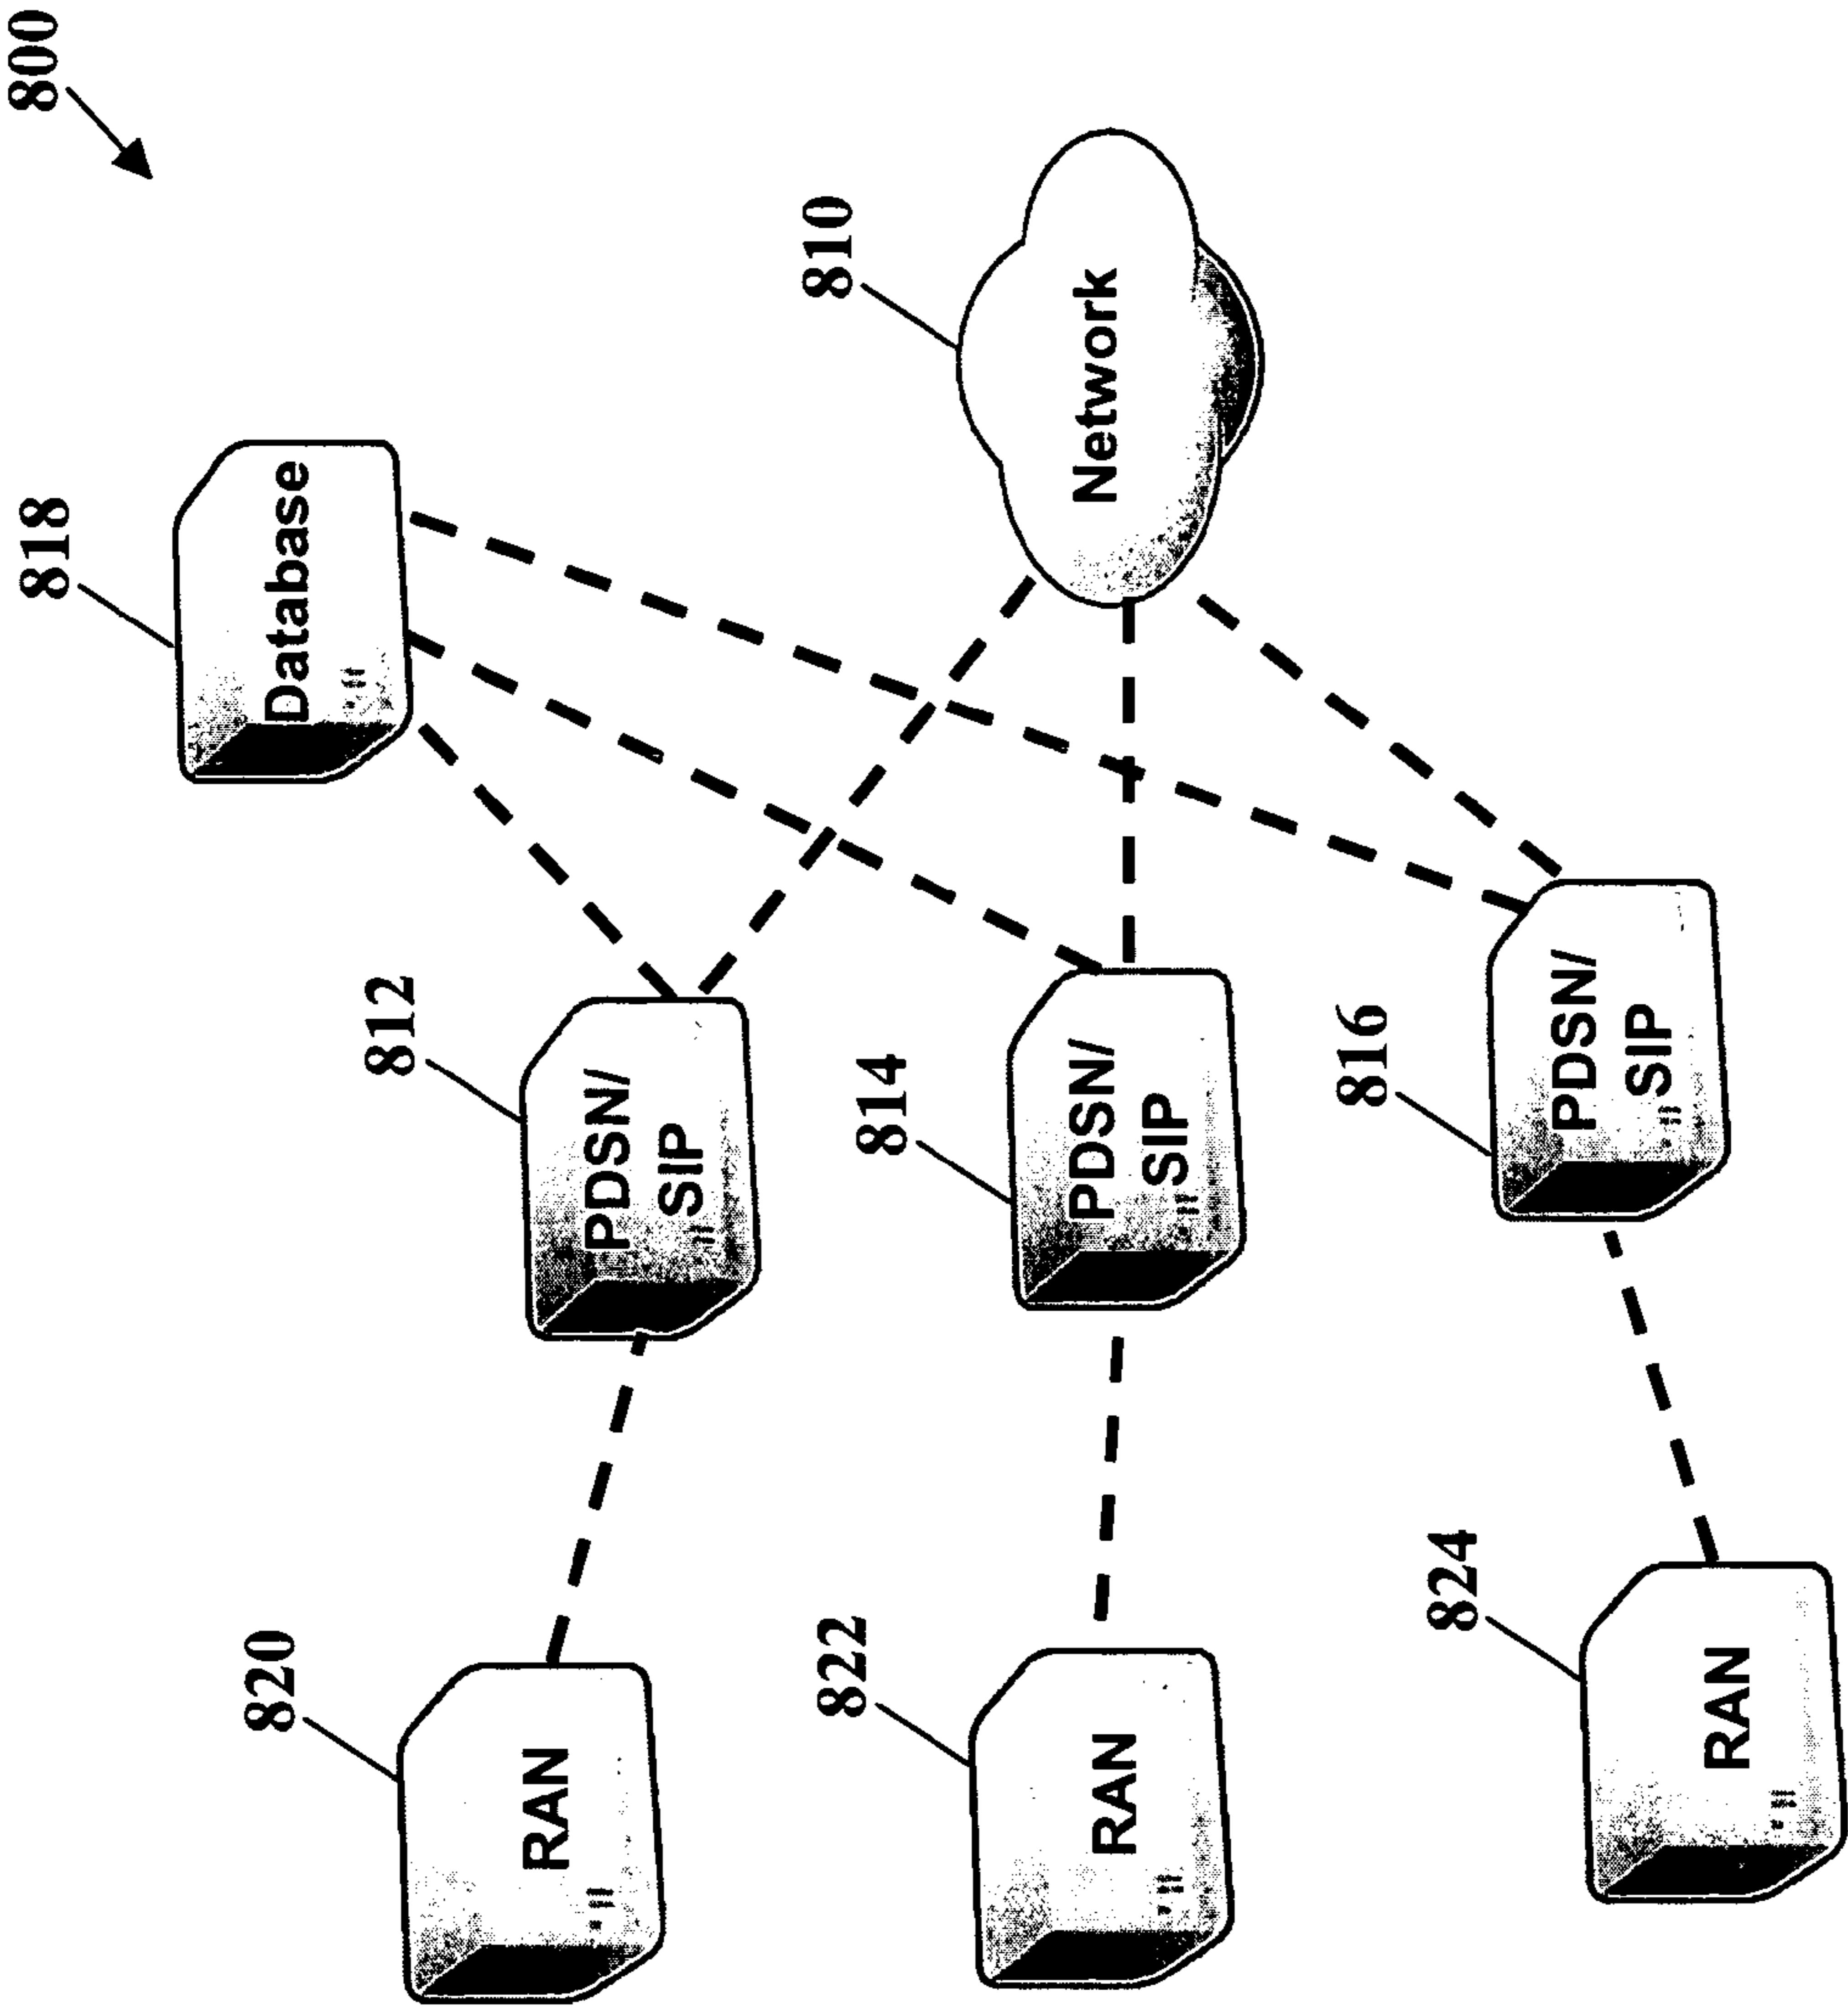 800
818
Database
820
812
RAN
PDSN/
SIP
810
Network
822
814
RAN
PDSN/
SIP
824
816
RAN
PDSN/
SIP